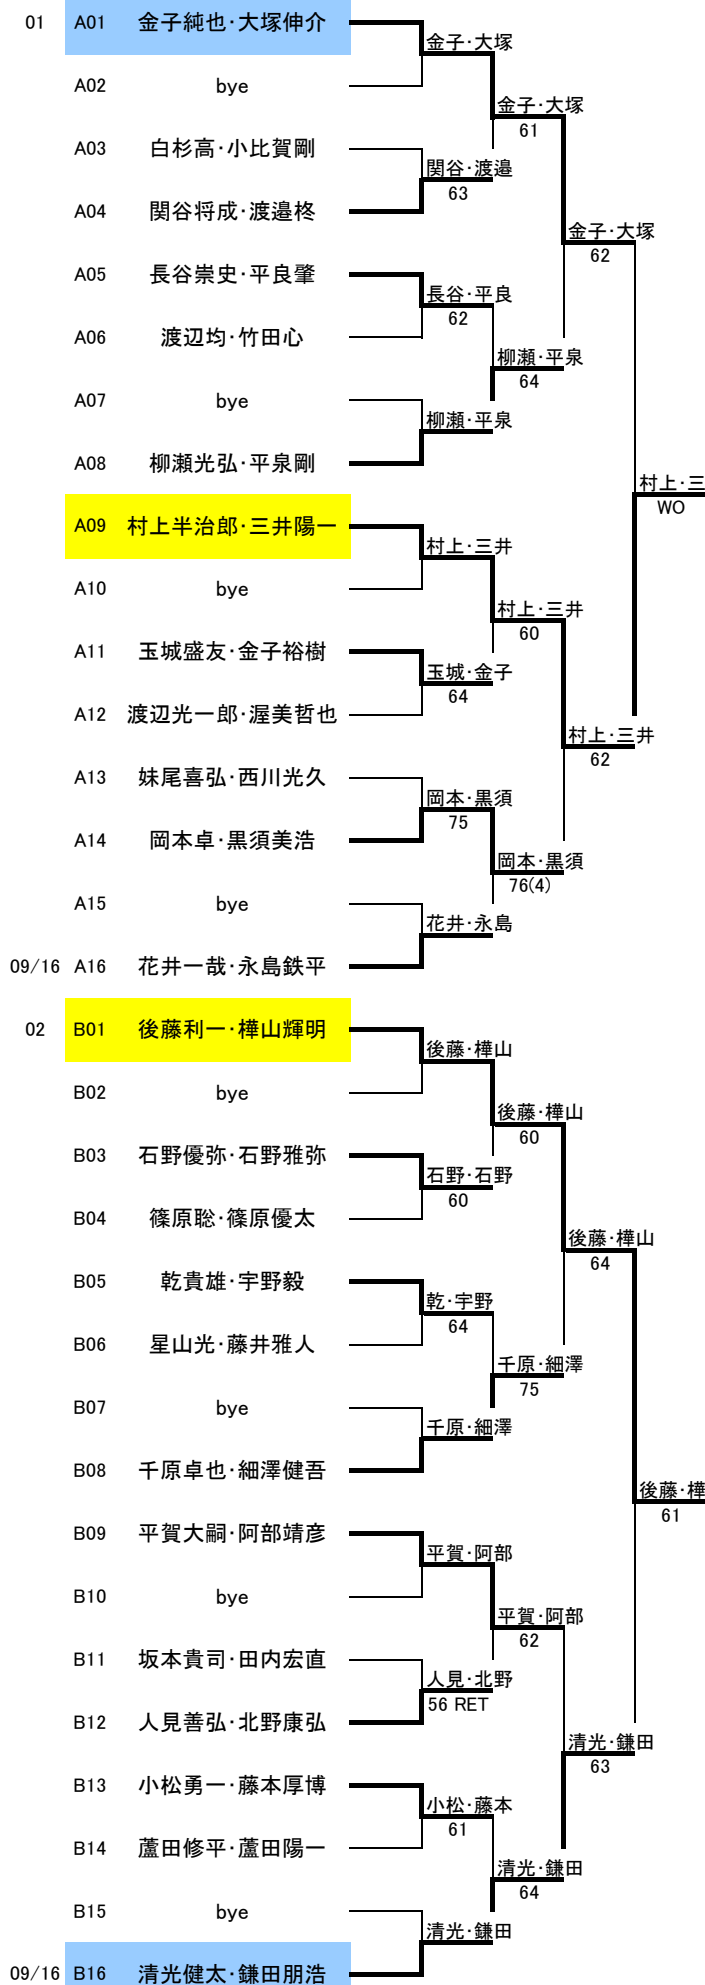 01 A01 金子純也・大塚伸介
金子・大塚
A02 bye
金子・大塚
61
A03 白杉高・小比賀剛
関谷・渡邉
63
A04 関谷将成・渡邉柊
金子・大塚
62
A05 長谷崇史・平良肇
長谷・平良
62
A06 渡辺均・竹田心
柳瀬・平泉
64
A07 bye
柳瀬・平泉
A08 柳瀬光弘・平泉剛
村上・三
WO
A09 村上半治郎・三井陽一
村上・三井
A10 bye
村上・三井
60
A11 玉城盛友・金子裕樹
玉城・金子
64
A12 渡辺光一郎・渥美哲也
村上・三井
62
A13 妹尾喜弘・西川光久
岡本・黒須
75
A14 岡本卓・黒須美浩
岡本・黒須
76(4)
A15 bye
花井・永島
09/16 A16 花井一哉・永島鉄平
02 B01 後藤利一・樺山輝明
後藤・樺山
B02 bye
後藤・樺山
60
B03 石野優弥・石野雅弥
石野・石野
60
B04 篠原聡・篠原優太
後藤・樺山
64
B05 乾貴雄・宇野毅
乾・宇野
64
B06 星山光・藤井雅人
千原・細澤
75
B07 bye
千原・細澤
B08 千原卓也・細澤健吾
後藤・樺
61
B09 平賀大嗣・阿部靖彦
平賀・阿部
B10 bye
平賀・阿部
62
B11 坂本貴司・田内宏直
人見・北野
56 RET
B12 人見善弘・北野康弘
清光・鎌田
63
B13 小松勇一・藤本厚博
小松・藤本
61
B14 蘆田修平・蘆田陽一
清光・鎌田
64
B15 bye
清光・鎌田
09/16 B16 清光健太・鎌田朋浩